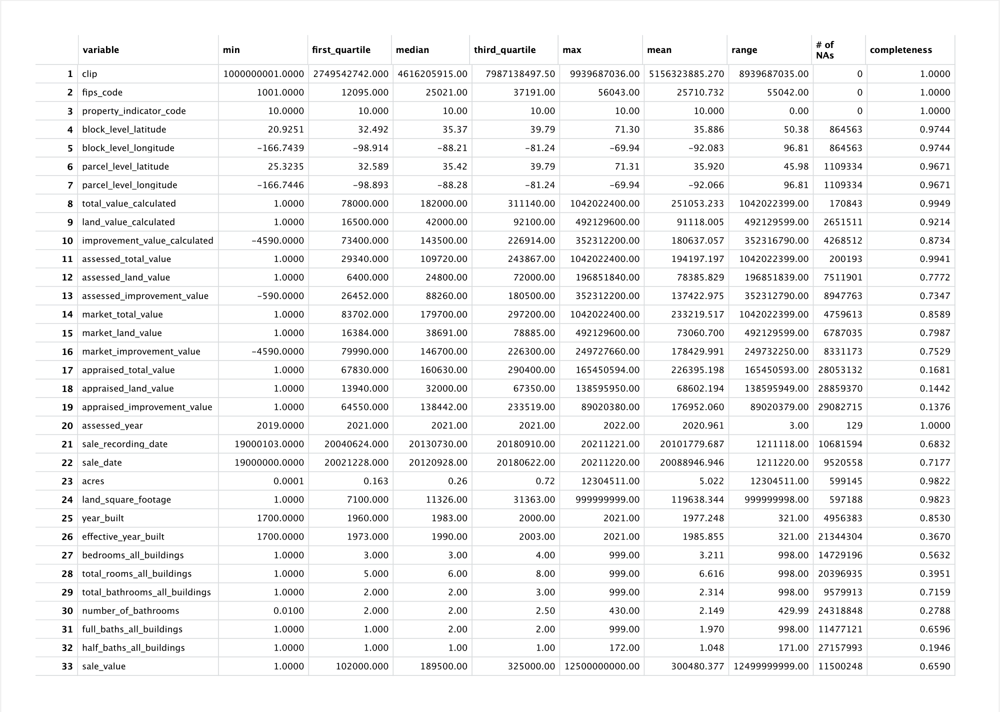 variable min first_quartile median third_quartile max mean range # of NAs completeness
1 clip 1000000001.0000 2749542742.000 4616205915.00 7987138497.50 9939687036.00 5156323885.270 8939687035.00 0 1.0000
2 fips_code 1001.0000 12095.000 25021.00 37191.00 56043.00 25710.732 55042.00 0 1.0000
3 property_indicator_code 10.0000 10.000 10.00 10.00 10.00 10.000 0.00 0 1.0000
4 block_level_latitude 20.9251 32.492 35.37 39.79 71.30 35.886 50.38 864563 0.9744
5 block_level_longitude −166.7439 −98.914 −88.21 −81.24 −69.94 −92.083 96.81 864563 0.9744
6 parcel_level_latitude 25.3235 32.589 35.42 39.79 71.31 35.920 45.98 1109334 0.9671
7 parcel_level_longitude −166.7446 −98.893 −88.28 −81.24 −69.94 −92.066 96.81 1109334 0.9671
8 total_value_calculated 1.0000 78000.000 182000.00 311140.00 1042022400.00 251053.233 1042022399.00 170843 0.9949
9 land_value_calculated 1.0000 16500.000 42000.00 92100.00 492129600.00 91118.005 492129599.00 2651511 0.9214
10 improvement_value_calculated −4590.0000 73400.000 143500.00 226914.00 352312200.00 180637.057 352316790.00 4268512 0.8734
11 assessed_total_value 1.0000 29340.000 109720.00 243867.00 1042022400.00 194197.197 1042022399.00 200193 0.9941
12 assessed_land_value 1.0000 6400.000 24800.00 72000.00 196851840.00 78385.829 196851839.00 7511901 0.7772
13 assessed_improvement_value −590.0000 26452.000 88260.00 180500.00 352312200.00 137422.975 352312790.00 8947763 0.7347
14 market_total_value 1.0000 83702.000 179700.00 297200.00 1042022400.00 233219.517 1042022399.00 4759613 0.8589
15 market_land_value 1.0000 16384.000 38691.00 78885.00 492129600.00 73060.700 492129599.00 6787035 0.7987
16 market_improvement_value −4590.0000 79990.000 146700.00 226300.00 249727660.00 178429.991 249732250.00 8331173 0.7529
17 appraised_total_value 1.0000 67830.000 160630.00 290400.00 165450594.00 226395.198 165450593.00 28053132 0.1681
18 appraised_land_value 1.0000 13940.000 32000.00 67350.00 138595950.00 68602.194 138595949.00 28859370 0.1442
19 appraised_improvement_value 1.0000 64550.000 138442.00 233519.00 89020380.00 176952.060 89020379.00 29082715 0.1376
20 assessed_year 2019.0000 2021.000 2021.00 2021.00 2022.00 2020.961 3.00 129 1.0000
21 sale_recording_date 19000103.0000 20040624.000 20130730.00 20180910.00 20211221.00 20101779.687 1211118.00 10681594 0.6832
22 sale_date 19000000.0000 20021228.000 20120928.00 20180622.00 20211220.00 20088946.946 1211220.00 9520558 0.7177
23 acres 0.0001 0.163 0.26 0.72 12304511.00 5.022 12304511.00 599145 0.9822
24 land_square_footage 1.0000 7100.000 11326.00 31363.00 999999999.00 119638.344 999999998.00 597188 0.9823
25 year_built 1700.0000 1960.000 1983.00 2000.00 2021.00 1977.248 321.00 4956383 0.8530
26 effective_year_built 1700.0000 1973.000 1990.00 2003.00 2021.00 1985.855 321.00 21344304 0.3670
27 bedrooms_all_buildings 1.0000 3.000 3.00 4.00 999.00 3.211 998.00 14729196 0.5632
28 total_rooms_all_buildings 1.0000 5.000 6.00 8.00 999.00 6.616 998.00 20396935 0.3951
29 total_bathrooms_all_buildings 1.0000 2.000 2.00 3.00 999.00 2.314 998.00 9579913 0.7159
30 number_of_bathrooms 0.0100 2.000 2.00 2.50 430.00 2.149 429.99 24318848 0.2788
31 full_baths_all_buildings 1.0000 1.000 2.00 2.00 999.00 1.970 998.00 11477121 0.6596
32 half_baths_all_buildings 1.0000 1.000 1.00 1.00 172.00 1.048 171.00 27157993 0.1946
33 sale_value 1.0000 102000.000 189500.00 325000.00 12500000000.00 300480.377 12499999999.00 11500248 0.6590